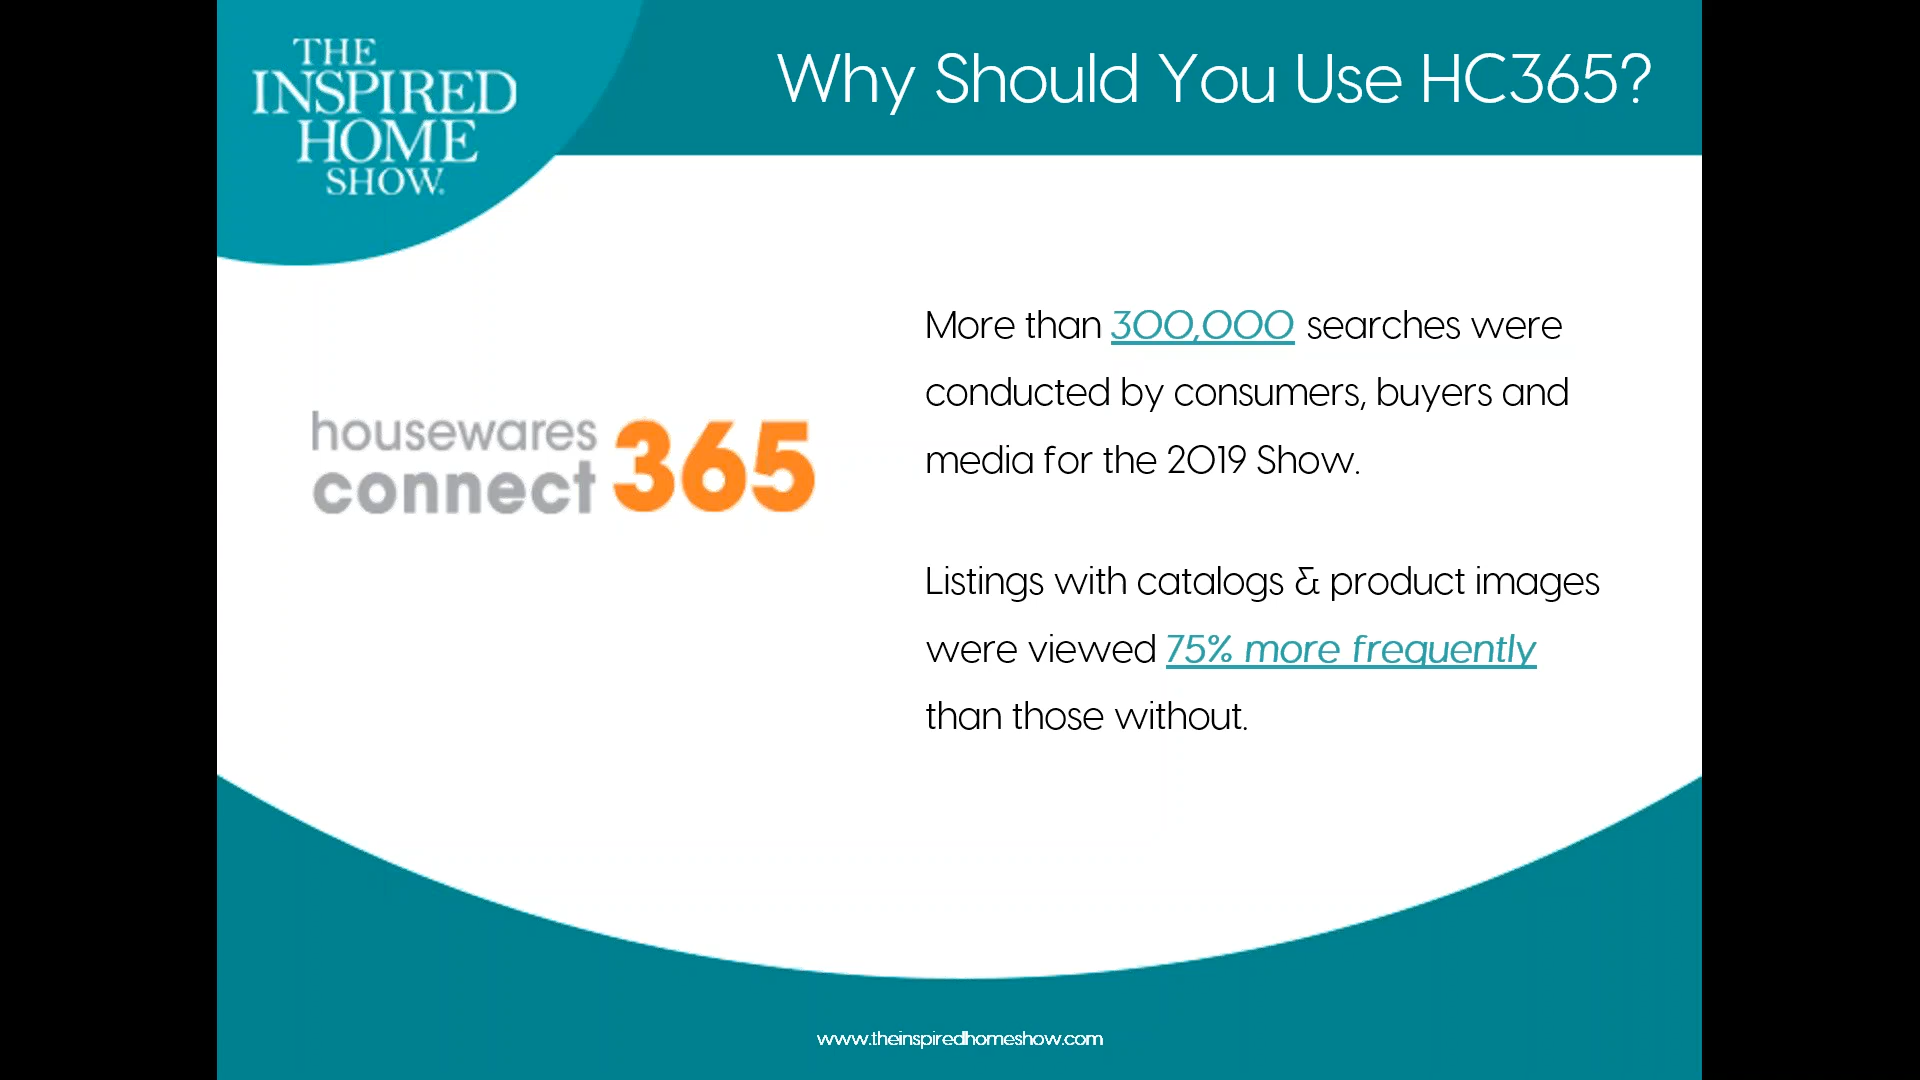 THE
INSPIRED
HOME
SHOW.
Why Should You Use HC365?
housewares
connect 365
More than 300,000 searches were
conducted by consumers, buyers and
media for the 2019 Show.
Listings with catalogs & product images
were viewed 75% more frequently
than those without.
www.theinspiredhomeshow.com